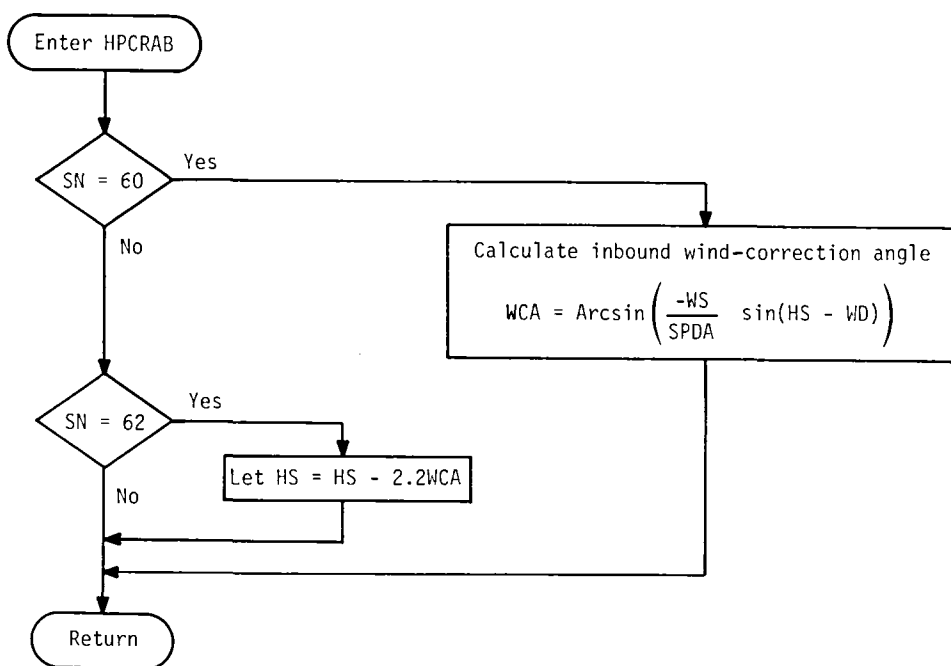 Enter HPCRAB
SN = 60
Yes
No
Calculate inbound wind-correction angle
WCA = Arcsin(-WS/SPDA sin(HS - WD))
SN = 62
Yes
No
Let HS = HS - 2.2WCA
Return